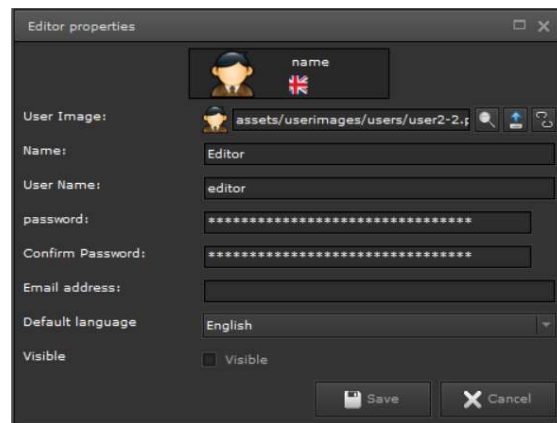 Editor properties
name
User Image: assets/userimages/users/user2-2.p
Name: Editor
User Name: editor
password: ********************************
Confirm Password: ********************************
Email address:
Default language English
Visible Visible
Save Cancel